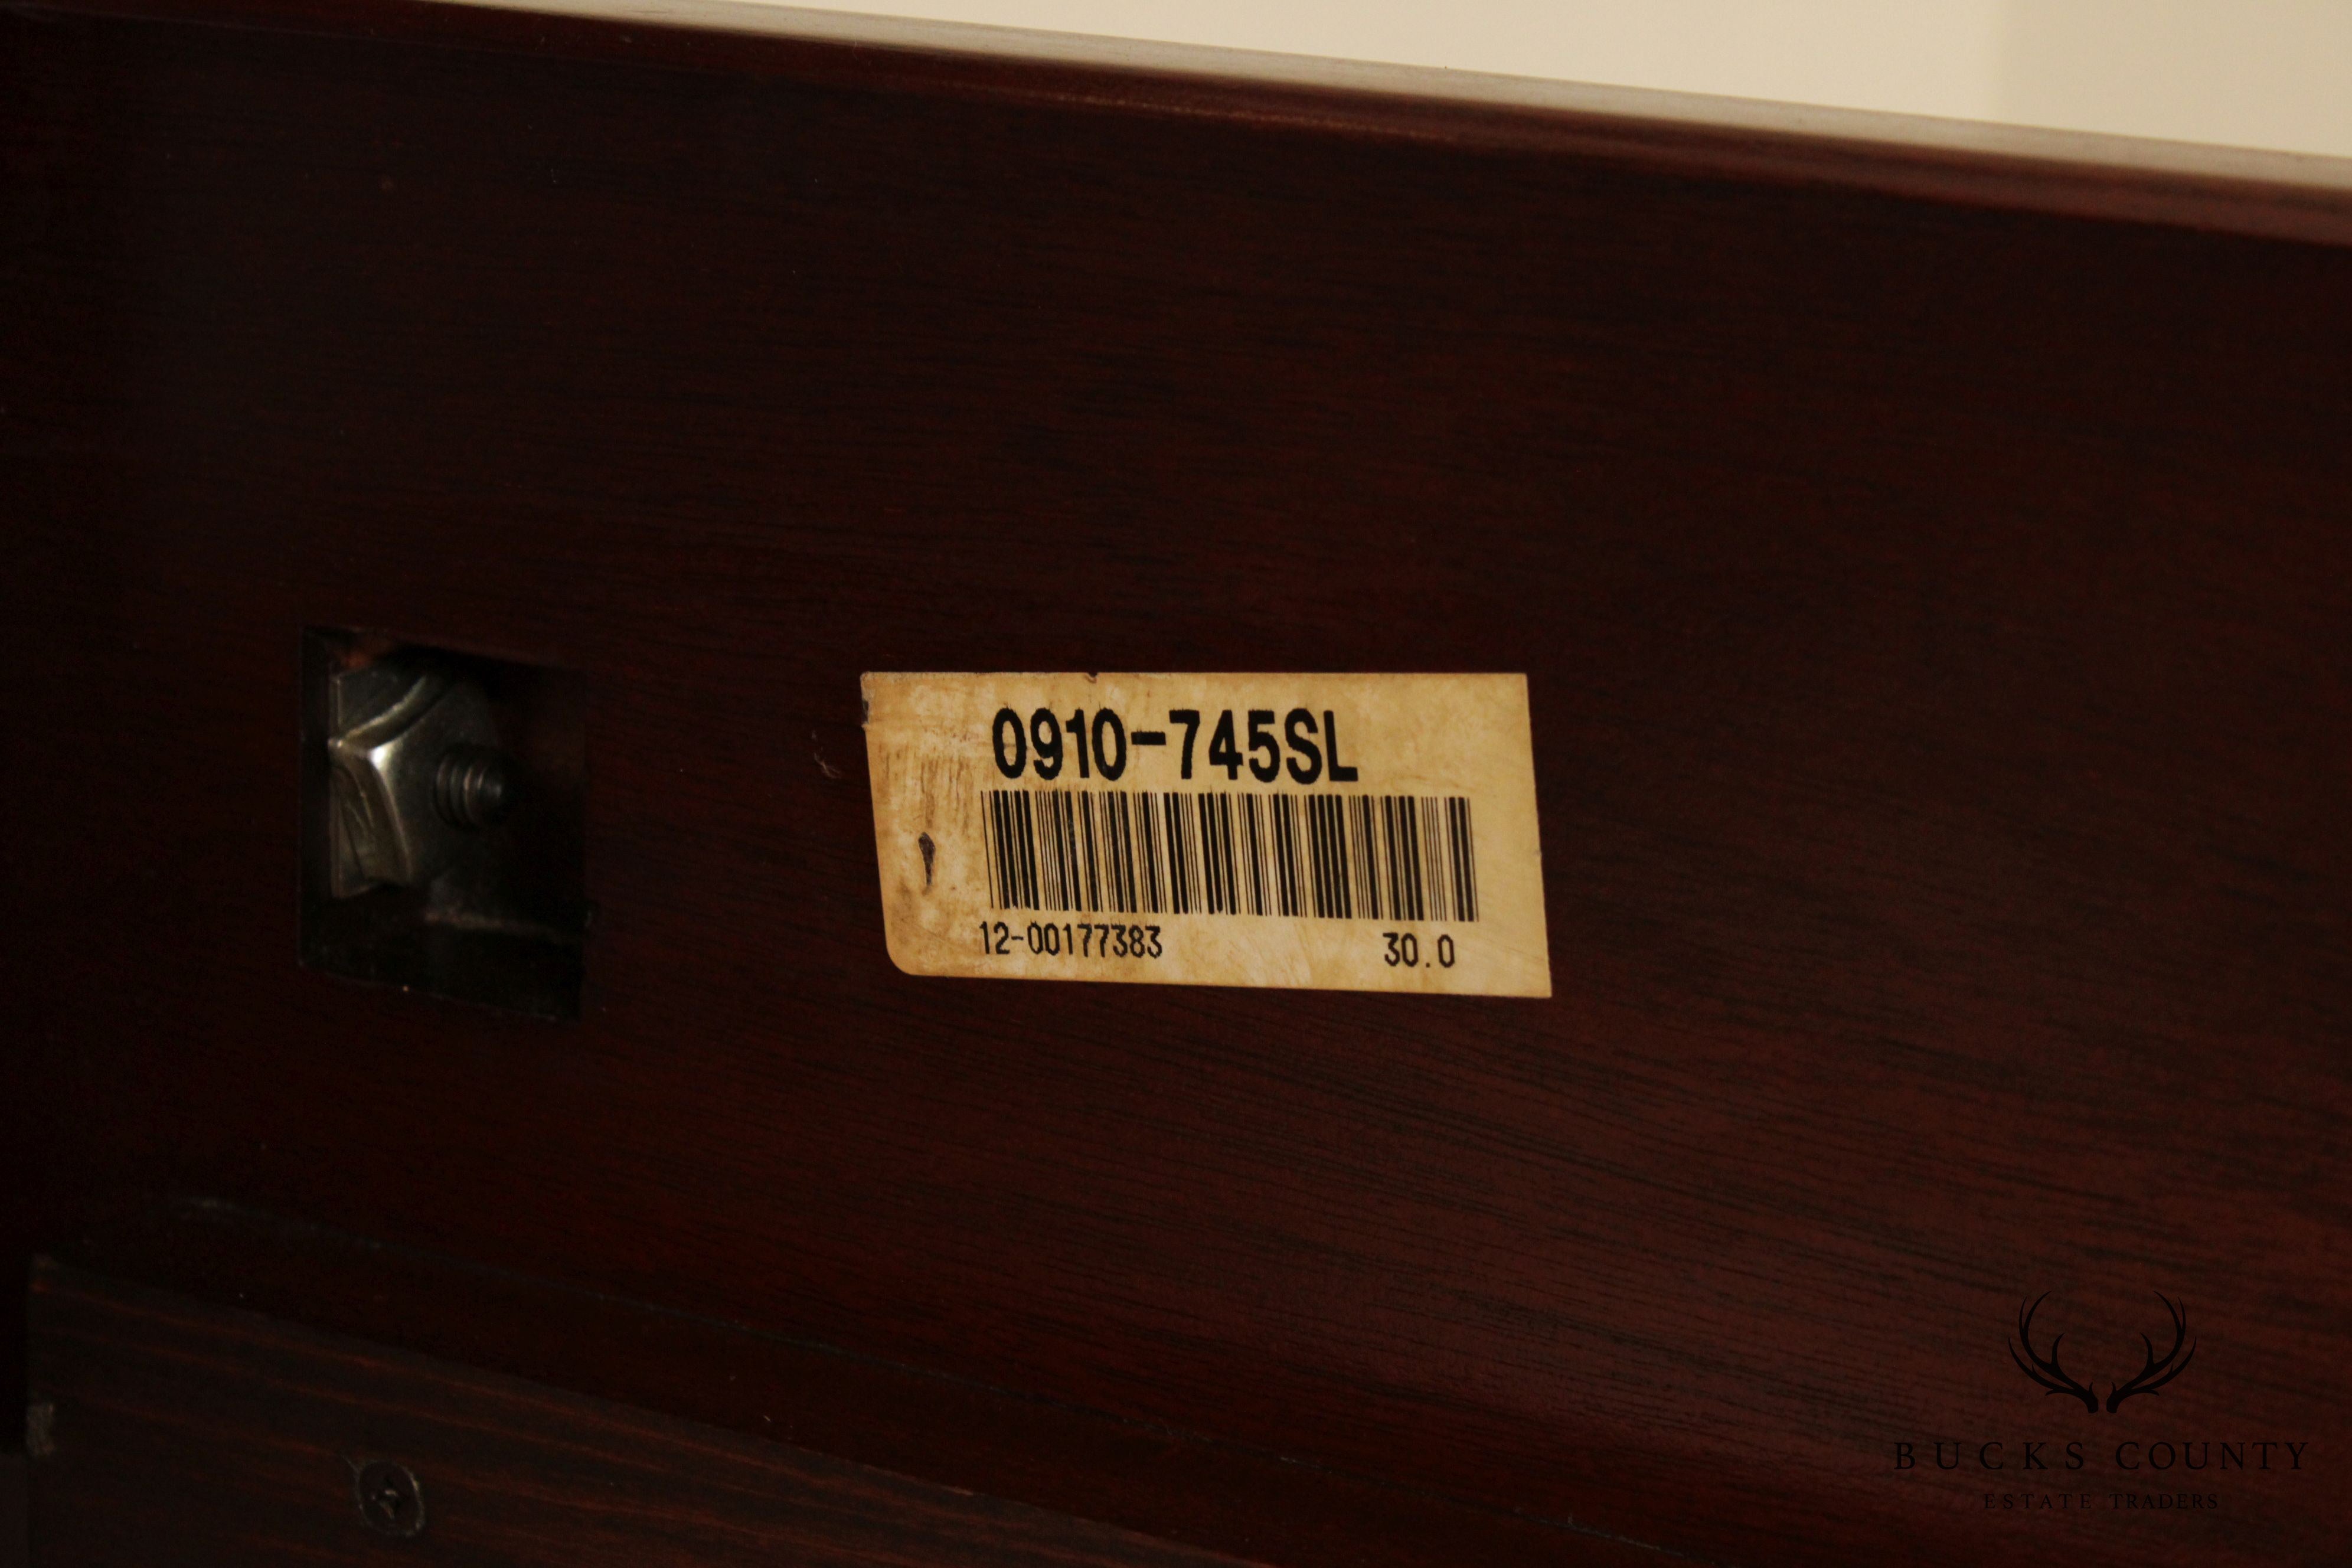 0910-745SL
12-00177383 30.0
BUCKS COUNTY
ESTATE TRADERS